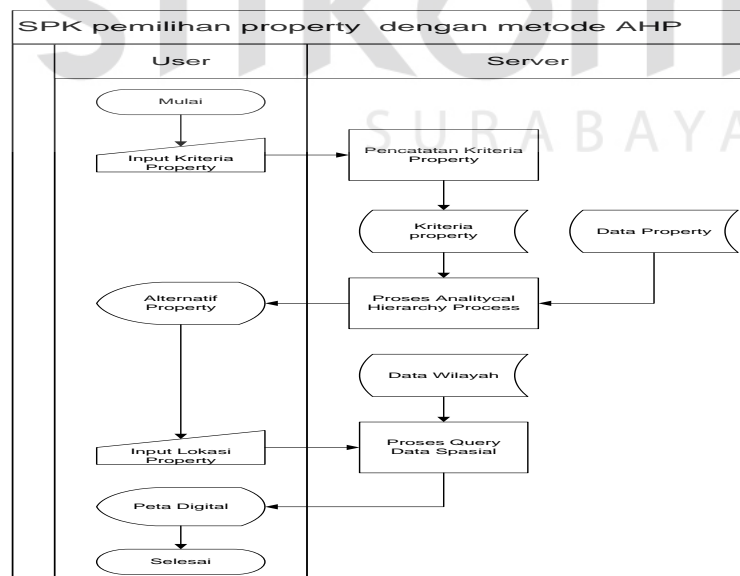 SPK pemilihan property dengan metode AHP
User
Server
SURABAYA
Mulai
Input Kriteria
Property
Pencatatan Kriteria
Property
Kriteria
property
Data Property
Alternatif
Property
Proses Analitycal
Hierarchy Process
Data Wilayah
Input Lokasi
Property
Proses Query
Data Spasial
Peta Digital
Selesai